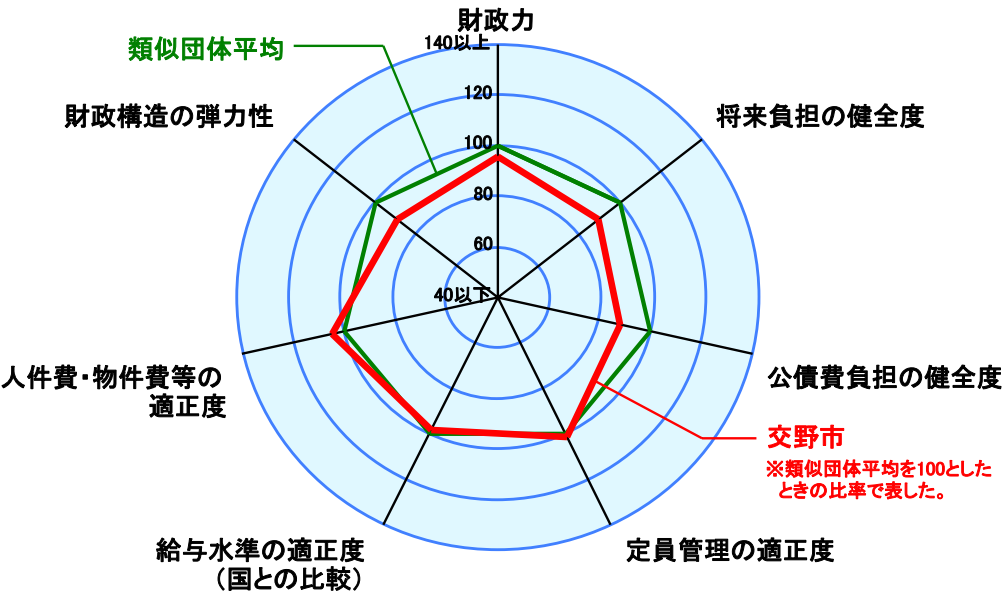 財政力
140以上
類似団体平均
120
財政構造の弾力性
将来負担の健全度
100
80
60
40以下
人件費・物件費等の
適正度
公債費負担の健全度
交野市
※類似団体平均を100とした
ときの比率で表した。
給与水準の適正度
（国との比較）
定員管理の適正度